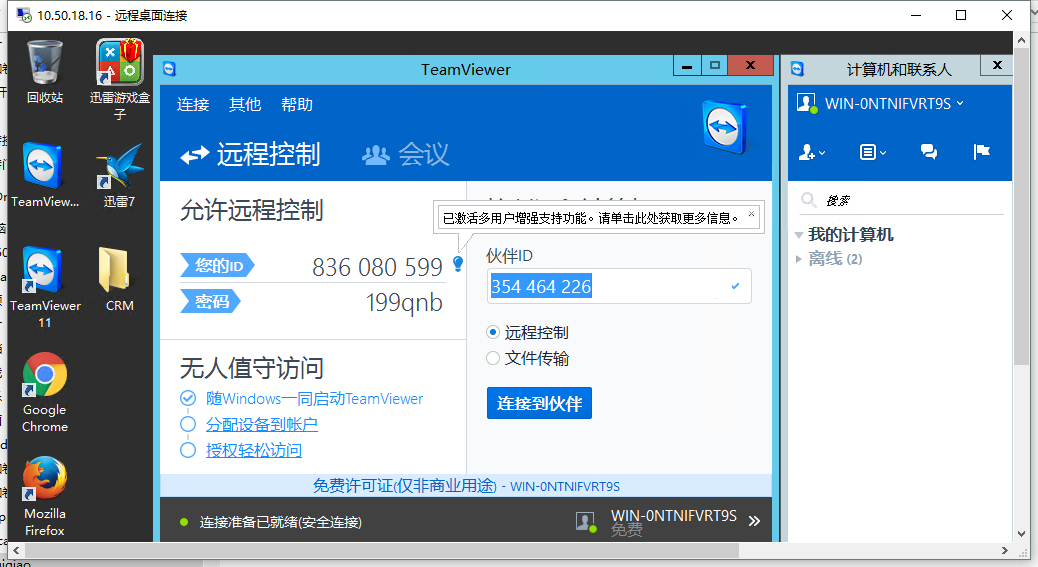 10.50.18.16 - 远程桌面连接
回收站
迅雷游戏盒
子
TeamView...
迅雷7
TeamViewer
11
CRM
Google
Chrome
Mozilla
Firefox
TeamViewer
连接 其他 帮助
远程控制 会议
允许远程控制
已激活多用户增强支持功能。请单击此处获取更多信息。
您的ID 836 080 599
密码 199qnb
伙伴ID
354 464 226
远程控制
文件传输
连接到伙伴
无人值守访问
随Windows一同启动TeamViewer
分配设备到帐户
授权轻松访问
免费许可证(仅非商业用途) - WIN-0NTNIFVRT9S
连接准备已就绪(安全连接)
WIN-0NTNIFVRT9S
免费
计算机和联系人
WIN-0NTNIFVRT9S
搜索
我的计算机
离线 (2)